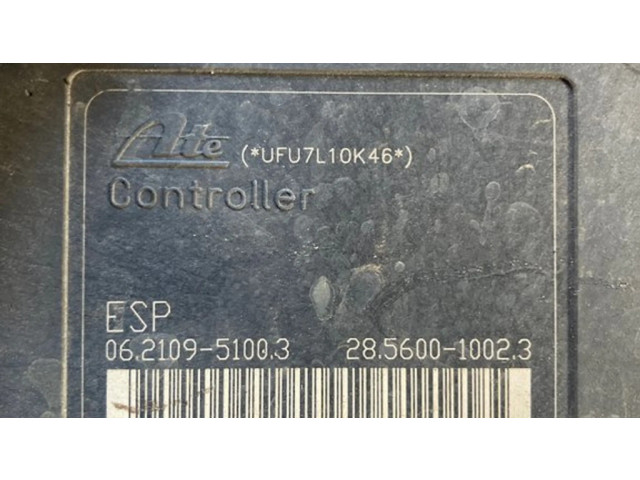 Ate (*UFU7L10K46*)
Controller
ESP
06.2109-5100.3 28.5600-1002.3